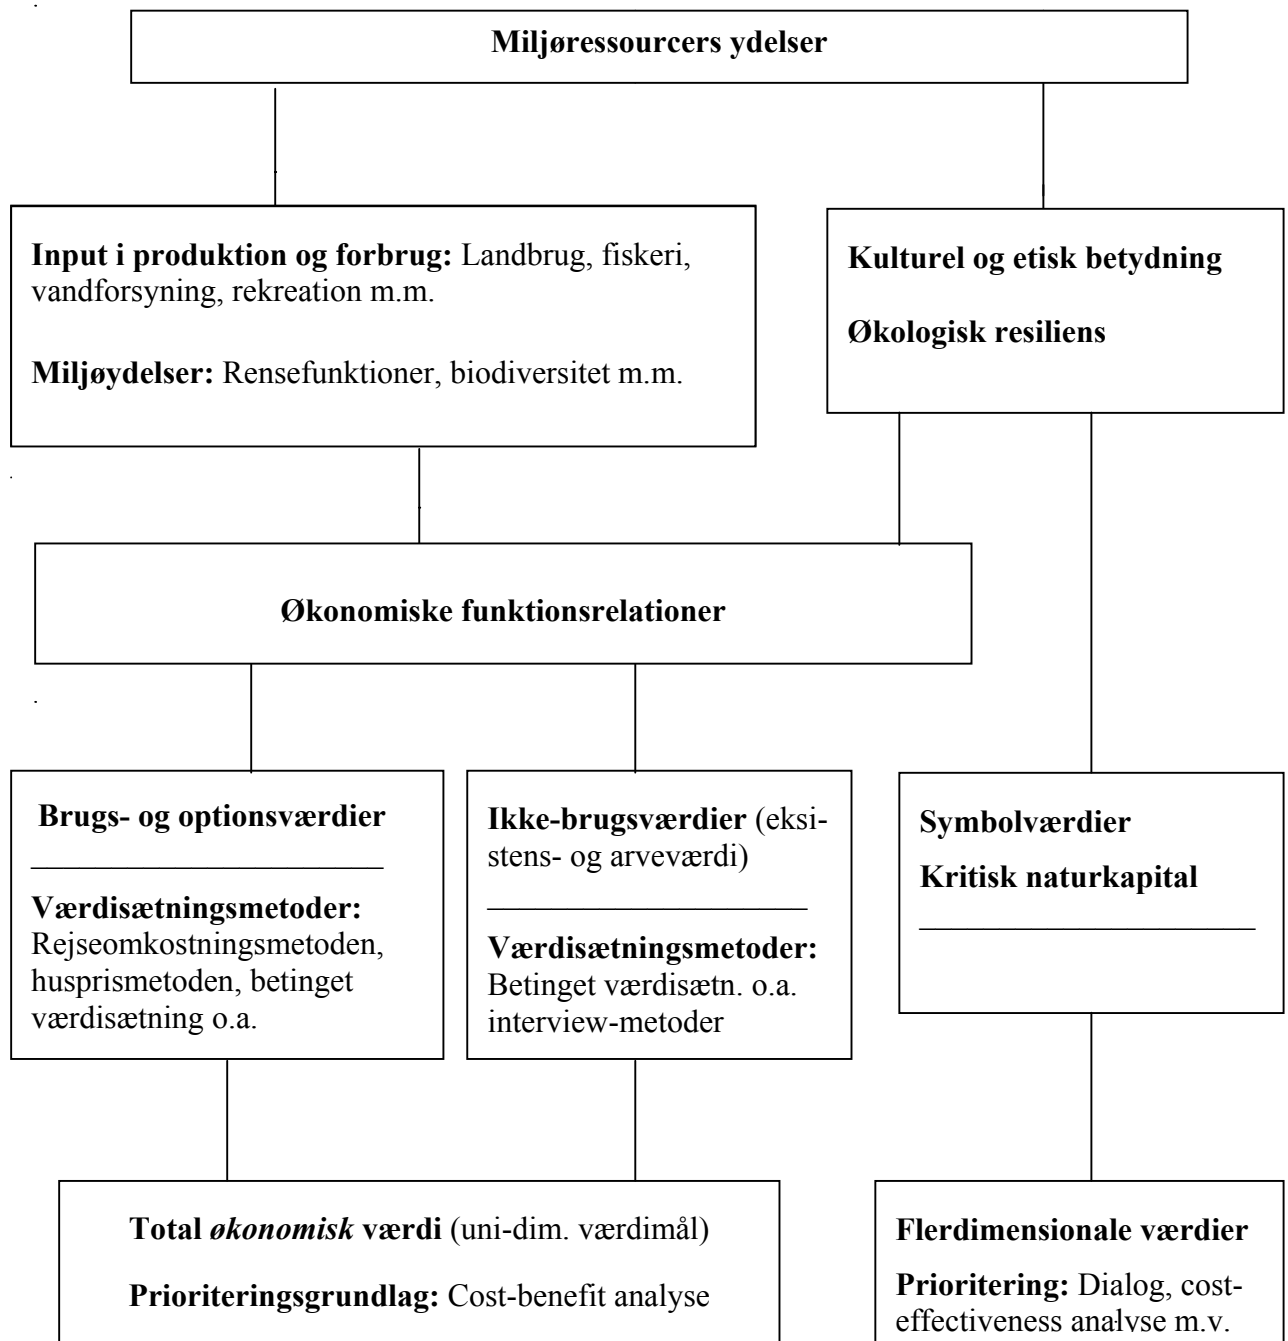 Miljøressourcers ydelser
Input i produktion og forbrug: Landbrug, fiskeri,
vandforsyning, rekreation m.m.
Miljøydelser: Rensefunktioner, biodiversitet m.m.
Kulturel og etisk betydning
Økologisk resiliens
Økonomiske funktionsrelationer
Brugs- og optionsværdier
Værdisætningsmetoder:
Rejseomkostningsmetoden,
husprismetoden, betinget
værdisætning o.a.
Ikke-brugsværdier (eksi-
stens- og arveværdi)
Værdisætningsmetoder:
Betinget værdisætn. o.a.
interview-metoder
Symbolværdier
Kritisk naturkapital
Total økonomisk værdi (uni-dim. værdimål)
Prioriteringsgrundlag: Cost-benefit analyse
Flerdimensionale værdier
Prioritering: Dialog, cost-
effectiveness analyse m.v.